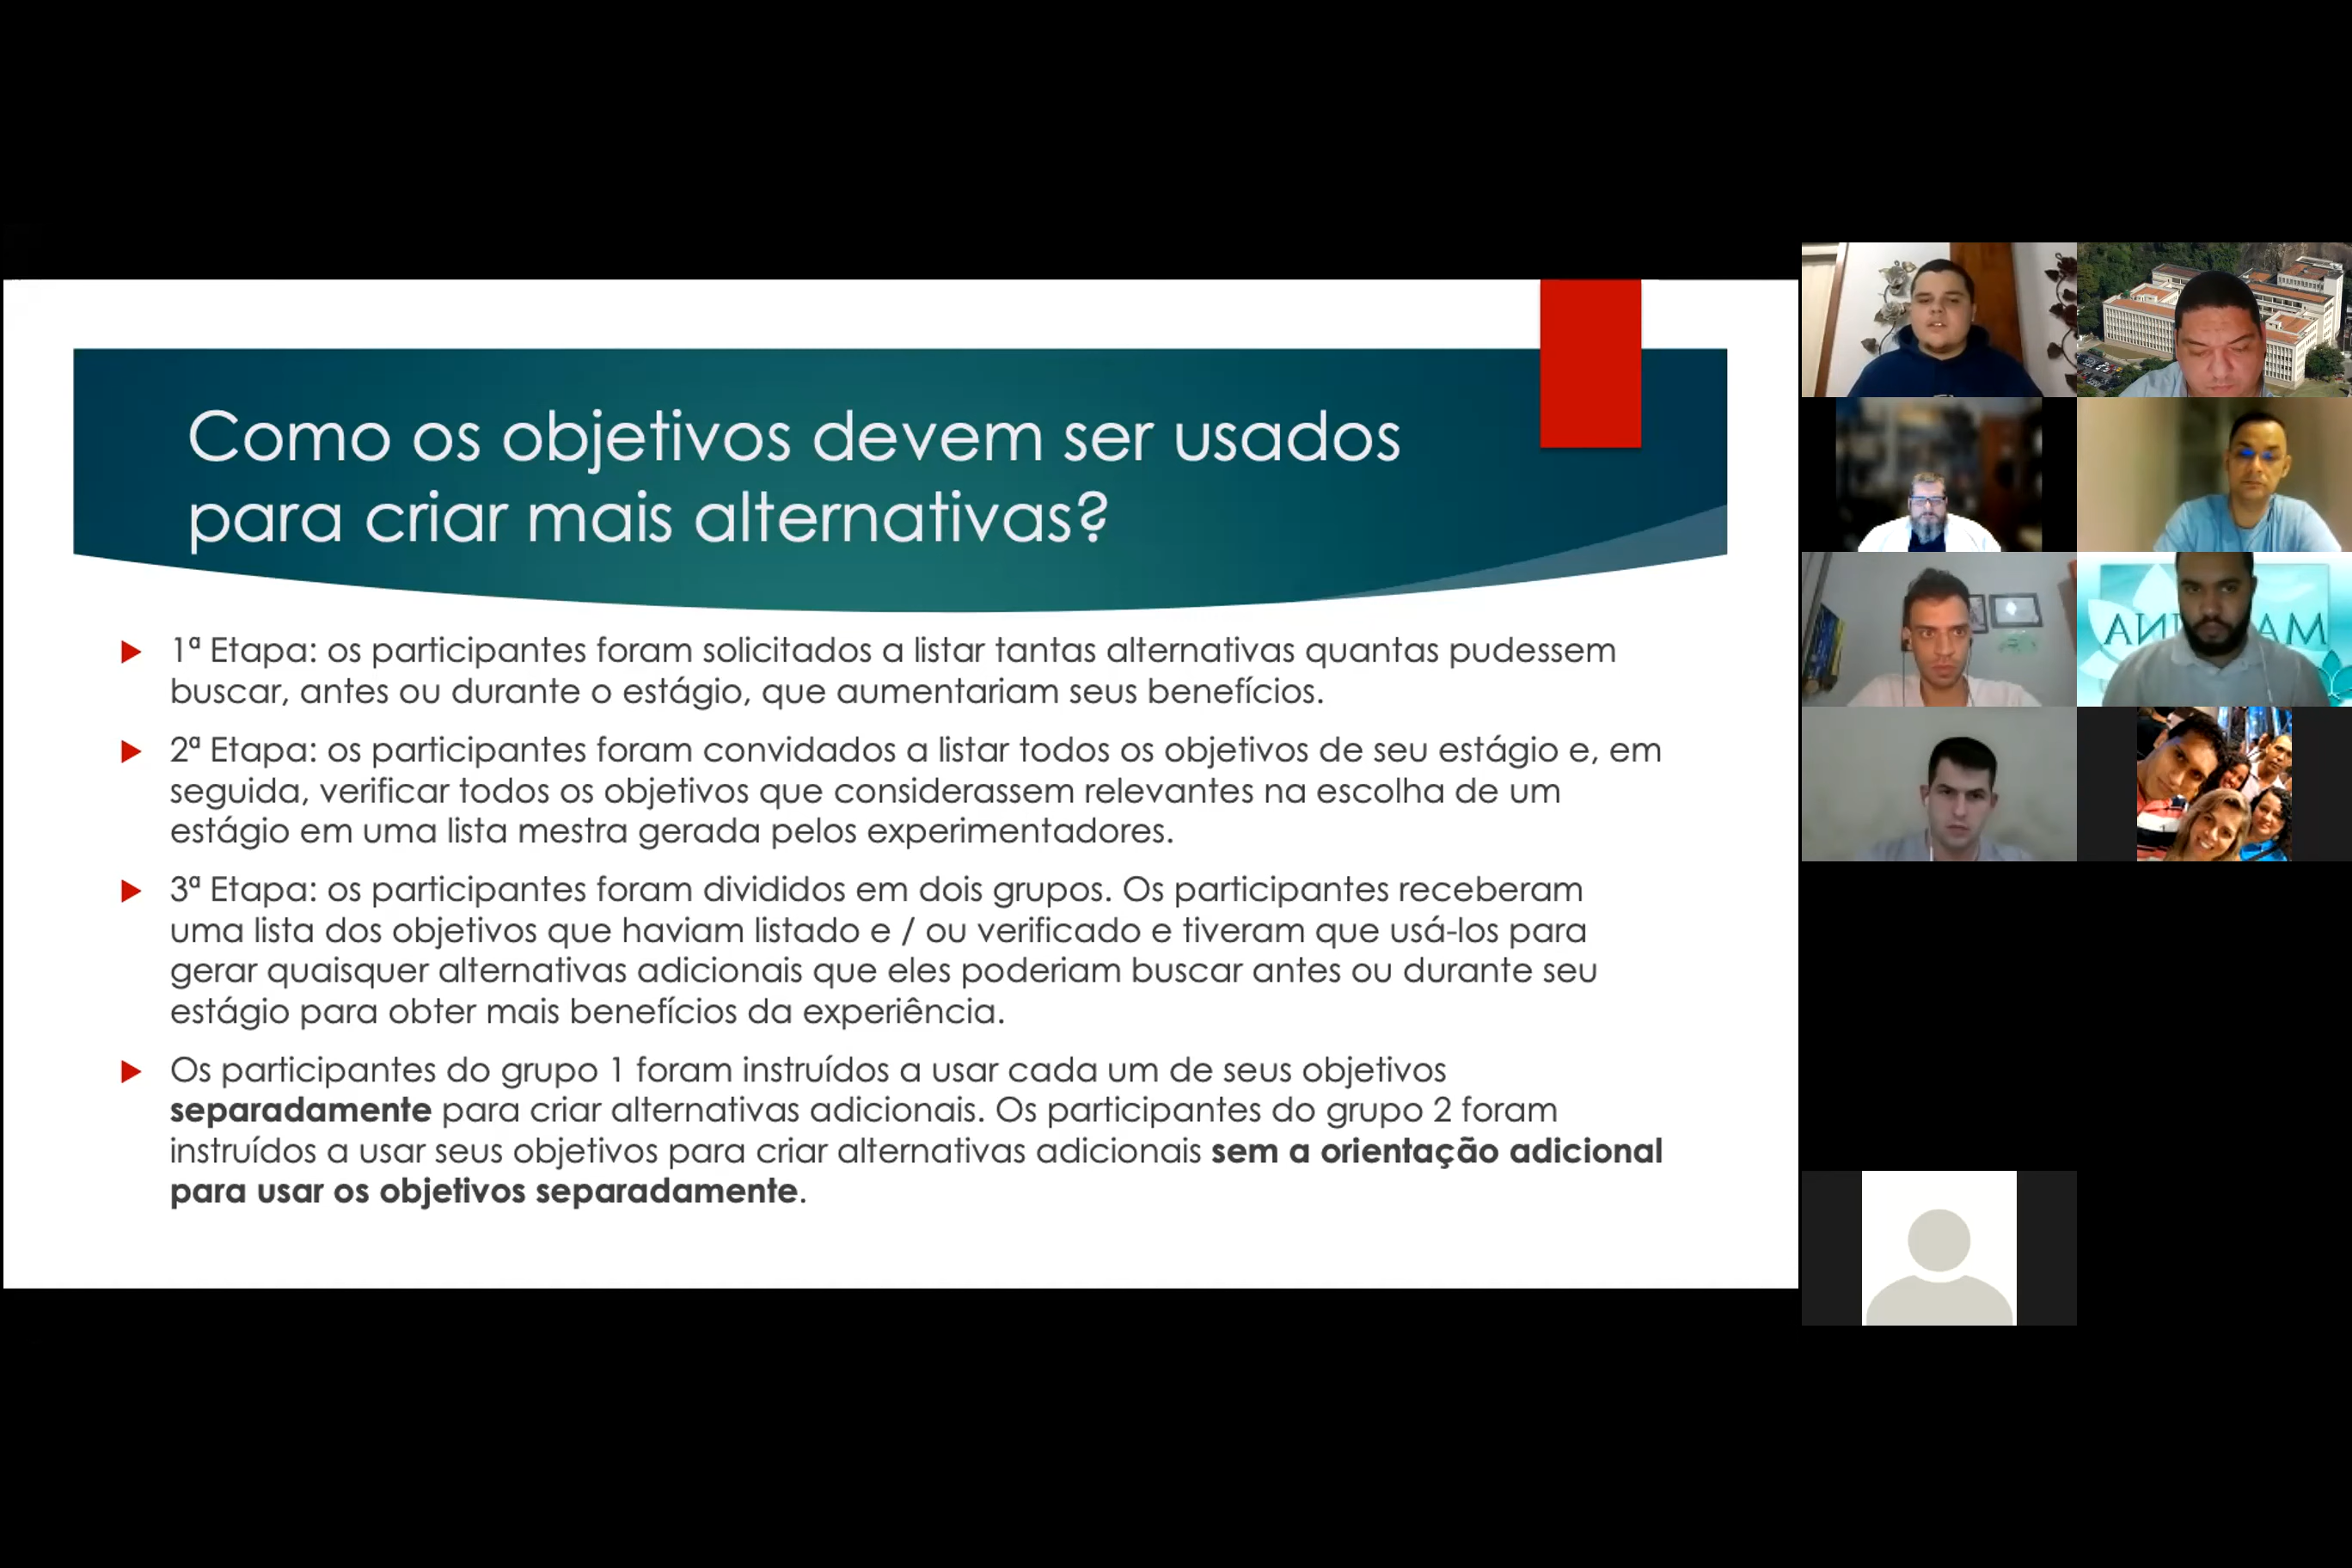 Como os objetivos devem ser usados
para criar mais alternativas?
1ª Etapa: os participantes foram solicitados a listar tantas alternativas quantas pudessem
buscar, antes ou durante o estágio, que aumentariam seus benefícios.
2ª Etapa: os participantes foram convidados a listar todos os objetivos de seu estágio e, em
seguida, verificar todos os objetivos que considerassem relevantes na escolha de um
estágio em uma lista mestra gerada pelos experimentadores.
3ª Etapa: os participantes foram divididos em dois grupos. Os participantes receberam
uma lista dos objetivos que haviam listado e / ou verificado e tiveram que usá-los para
gerar quaisquer alternativas adicionais que eles poderiam buscar antes ou durante seu
estágio para obter mais benefícios da experiência.
Os participantes do grupo 1 foram instruídos a usar cada um de seus objetivos
separadamente para criar alternativas adicionais. Os participantes do grupo 2 foram
instruídos a usar seus objetivos para criar alternativas adicionais sem a orientação adicional
para usar os objetivos separadamente.